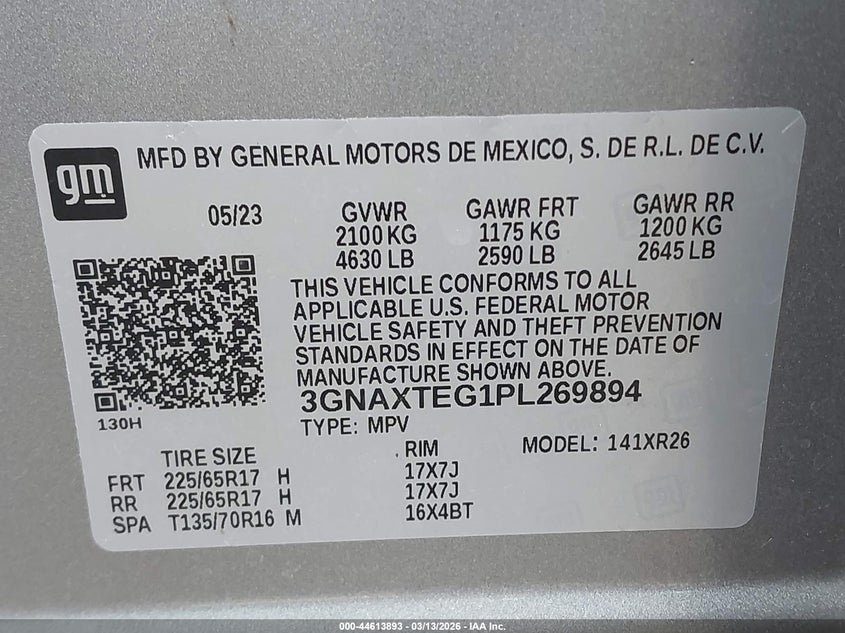 gm
MFD BY GENERAL MOTORS DE MEXICO, S. DE R.L. DE C.V.
05/23 GVWR GAWR FRT GAWR RR
2100 KG 1175 KG 1200 KG
4630 LB 2590 LB 2645 LB
THIS VEHICLE CONFORMS TO ALL
APPLICABLE U.S. FEDERAL MOTOR
VEHICLE SAFETY AND THEFT PREVENTION
STANDARDS IN EFFECT ON THE DATE OF
MANUFACTURE SHOWN ABOVE.
3GNAXTEG1PL269894
130H
TYPE: MPV MODEL: 141XR26
TIRE SIZE RIM
FRT 225/65R17 H 17X7J
RR 225/65R17 H 17X7J
SPA T135/70R16 M 16X4BT
000-44613893 - 03/13/2026 - IAA Inc.